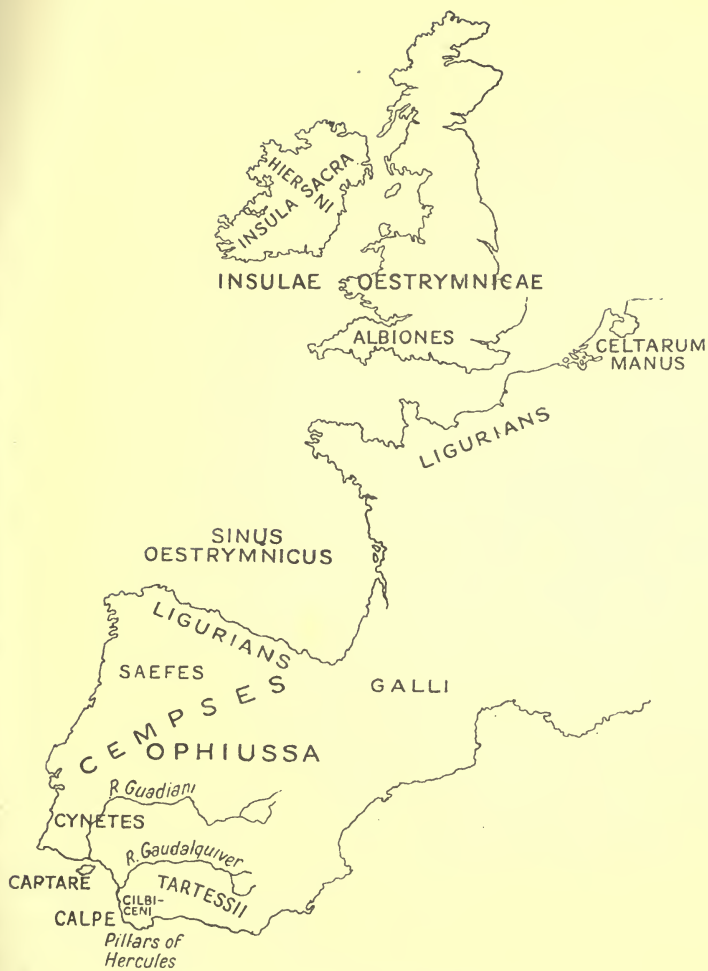 HIERNI
INSULA SACRA
INSULAE OESTRYMNICAE
ALBIONES
CELTARUM
MANUS
LIGURIANS
SINUS
OESTRYMNICUS
LIGURIANS
SAEFES
GALLI
CEMPSES
OPHIUSSA
R. Guadiani
CYNETES
R. Gaudalquiver
CAPTARE
TARTESSII
CILBI-
CENI
CALPE
Pillars of
Hercules